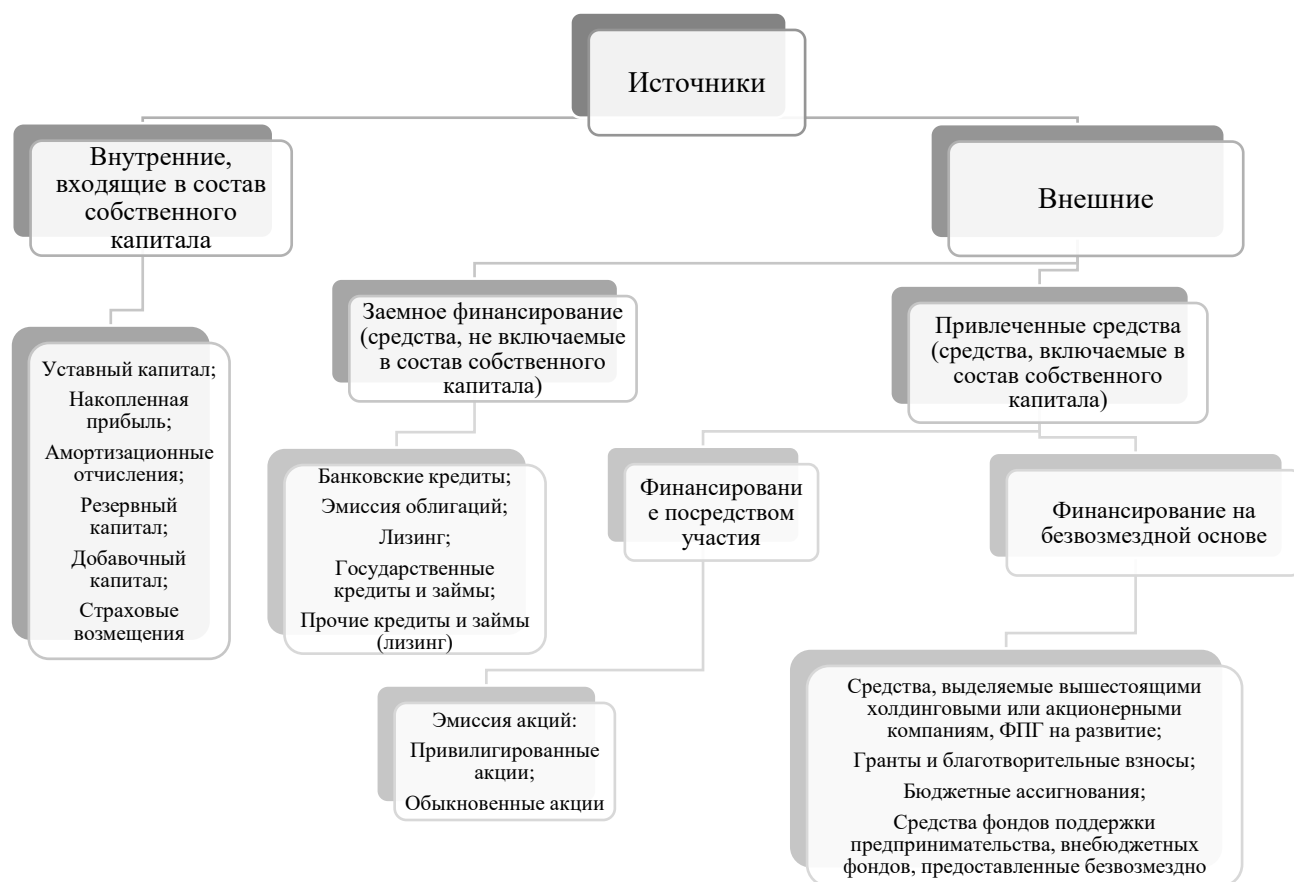 Источники
Внутренние,
входящие в состав
собственного
капитала
Внешние
Уставный капитал;
Накопленная
прибыль;
Амортизационные
отчисления;
Резервный
капитал;
Добавочный
капитал;
Страховые
возмещения
Заемное финансирование
(средства, не включаемые
в состав собственного
капитала)
Привлеченные средства
(средства, включаемые в
состав собственного
капитала)
Банковские кредиты;
Эмиссия облигаций;
Лизинг;
Государственные
кредиты и займы;
Прочие кредиты и займы
(лизинг)
Финансировани
е посредством
участия
Финансирование на
безвозмездной основе
Эмиссия акций:
Привилигированные
акции;
Обыкновенные акции
Средства, выделяемые вышестоящими
холдинговыми или акционерными
компаниям, ФПГ на развитие;
Гранты и благотворительные взносы;
Бюджетные ассигнования;
Средства фондов поддержки
предпринимательства, внебюджетных
фондов, предоставленные безвозмездно